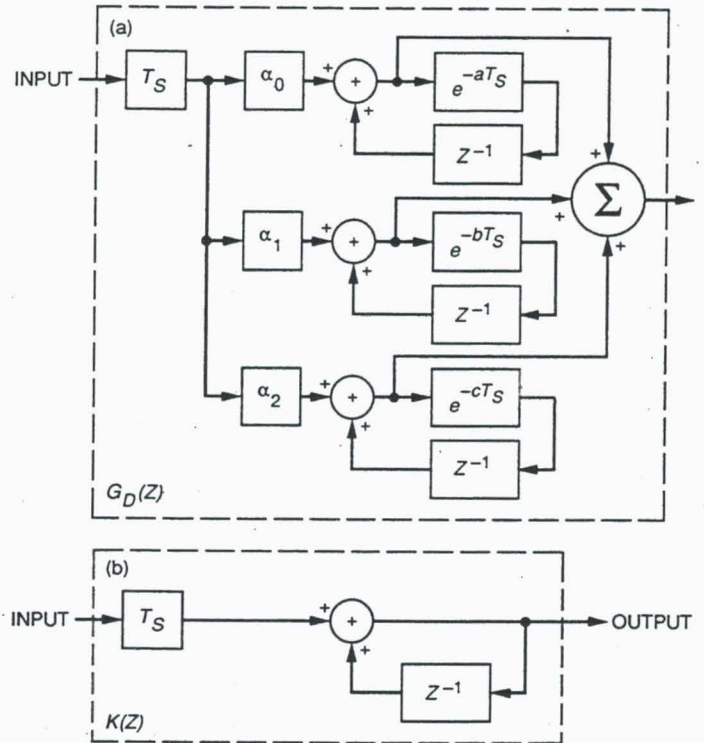 (a)
INPUT
T_S
α_0
+
+
+
e^{-aT_S}
Z^{-1}
+
Σ
+
+
α_1
+
+
+
e^{-bT_S}
Z^{-1}
α_2
+
+
+
e^{-cT_S}
Z^{-1}
G_D(Z)
(b)
INPUT
T_S
+
+
+
OUTPUT
Z^{-1}
K(Z)